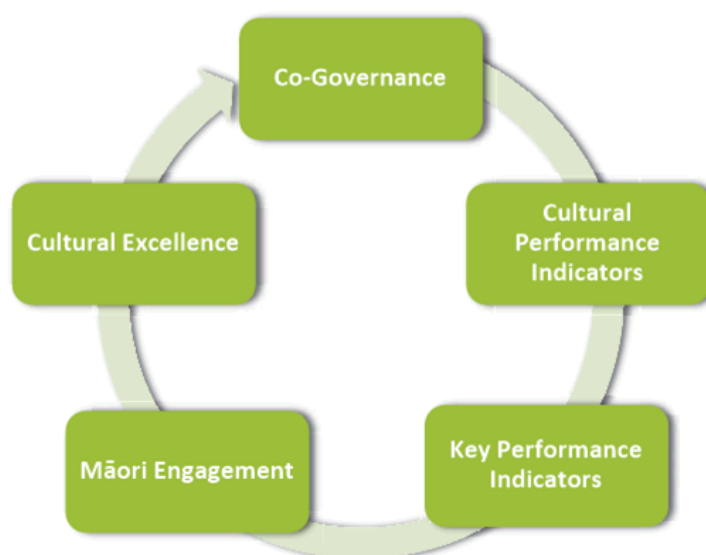 Co-Governance
Cultural
Performance
Indicators
Key Performance
Indicators
Māori Engagement
Cultural Excellence